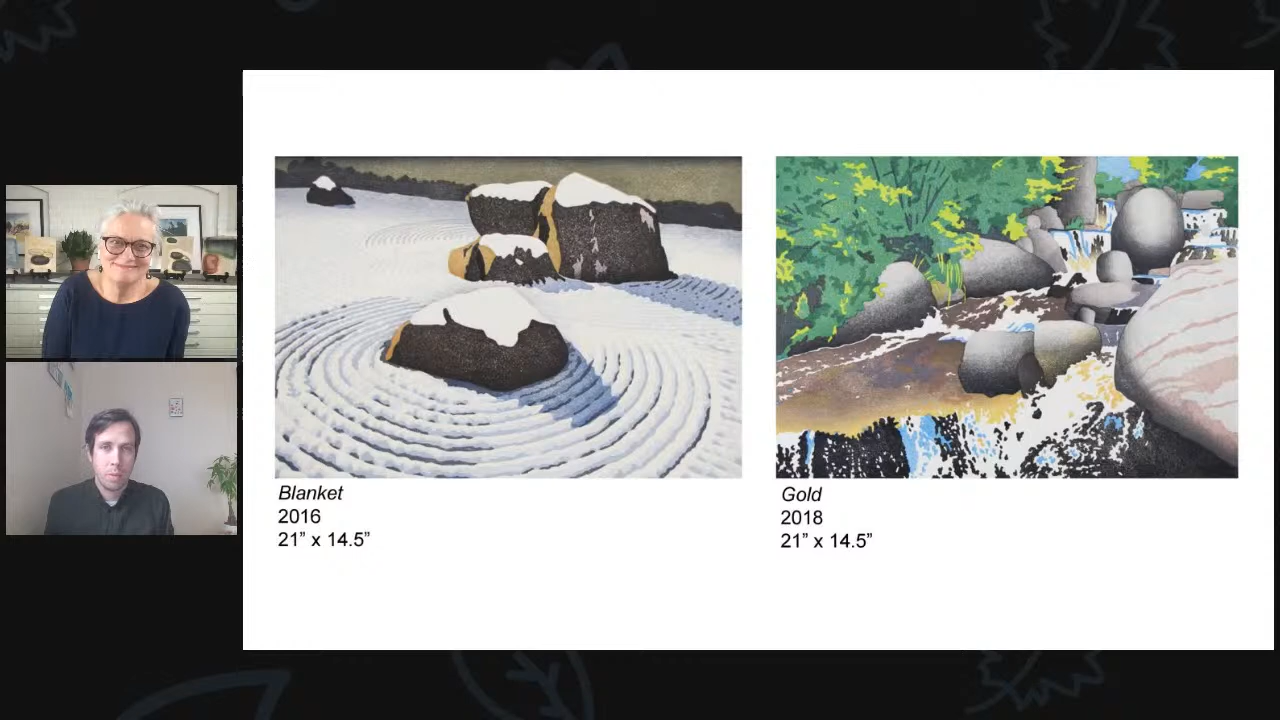 Blanket
2016
21” x 14.5”
Gold
2018
21” x 14.5”